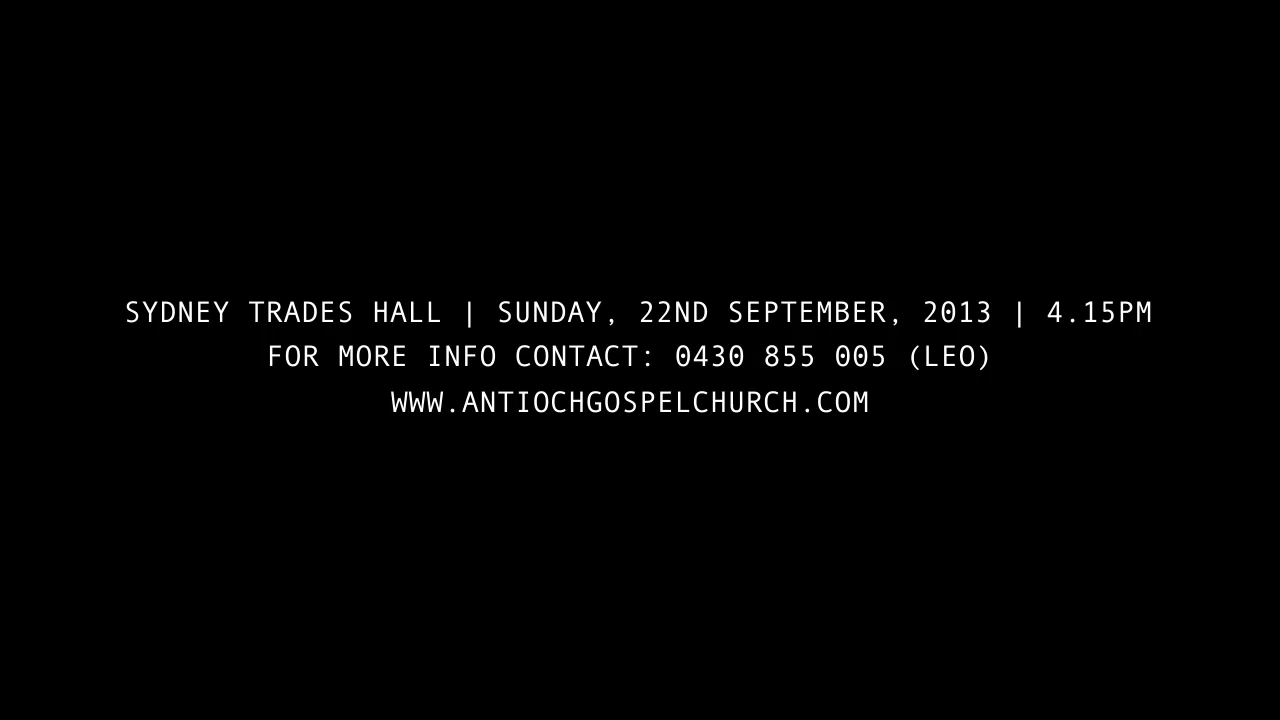 SYDNEY TRADES HALL | SUNDAY, 22ND SEPTEMBER, 2013 | 4.15PM
FOR MORE INFO CONTACT: 0430 855 005 (LEO)
WWW.ANTIOCHGOSPELCHURCH.COM